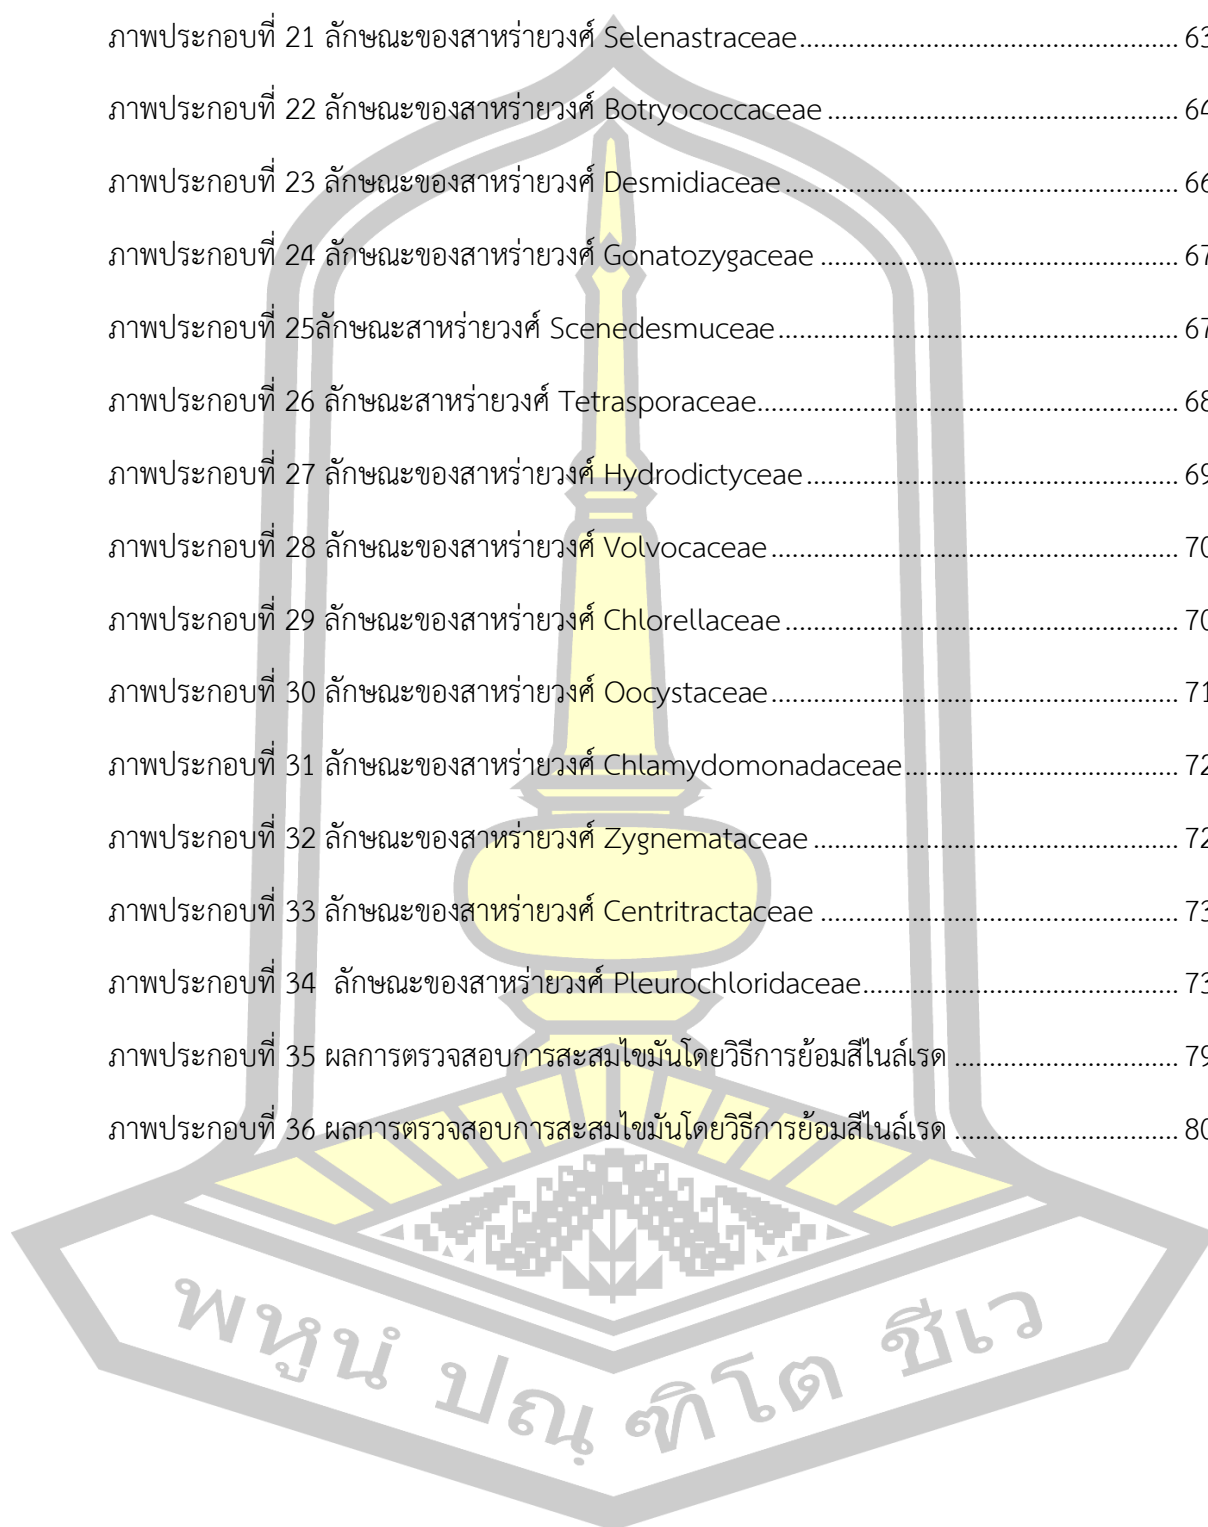 ภาพประกอบที่ 21 ลักษณะของสาหร่ายวงศ์ Selenastraceae.......................................................... 63
ภาพประกอบที่ 22 ลักษณะของสาหร่ายวงศ์ Botryococcaceae ..................................................... 64
ภาพประกอบที่ 23 ลักษณะของสาหร่ายวงศ์ Desmidiaceae............................................................ 66
ภาพประกอบที่ 24 ลักษณะของสาหร่ายวงศ์ Gonatozygaceae ...................................................... 67
ภาพประกอบที่ 25ลักษณะสาหร่ายวงศ์ Scenedesmuceae............................................................. 67
ภาพประกอบที่ 26 ลักษณะสาหร่ายวงศ์ Tetrasporaceae................................................................ 68
ภาพประกอบที่ 27 ลักษณะของสาหร่ายวงศ์ Hydrodictyceae......................................................... 69
ภาพประกอบที่ 28 ลักษณะของสาหร่ายวงศ์ Volvocaceae.............................................................. 70
ภาพประกอบที่ 29 ลักษณะของสาหร่ายวงศ์ Chlorellaceae............................................................ 70
ภาพประกอบที่ 30 ลักษณะของสาหร่ายวงศ์ Oocystaceae.............................................................. 71
ภาพประกอบที่ 31 ลักษณะของสาหร่ายวงศ์ Chlamydomonadaceae.......................................... 72
ภาพประกอบที่ 32 ลักษณะของสาหร่ายวงศ์ Zygnemataceae ....................................................... 72
ภาพประกอบที่ 33 ลักษณะของสาหร่ายวงศ์ Centritractaceae ...................................................... 73
ภาพประกอบที่ 34  ลักษณะของสาหร่ายวงศ์ Pleurochloridaceae................................................ 73
ภาพประกอบที่ 35 ผลการตรวจสอบการสะสมไขมันโดยวิธีการย้อมสีไนล์เรด .................................. 79
ภาพประกอบที่ 36 ผลการตรวจสอบการสะสมไขมันโดยวิธีการย้อมสีไนล์เรด .................................. 80
พหูนํ ปณฺฑิโต ชีเว